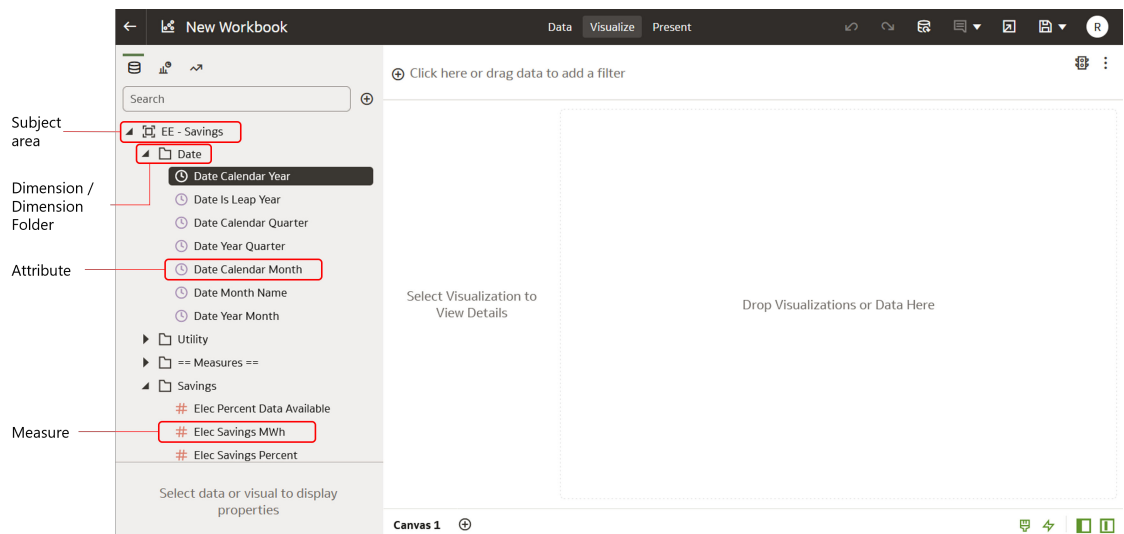 New Workbook
Data
Visualize
Present
R
Click here or drag data to add a filter
Search
Subject
area
EE - Savings
Date
Date Calendar Year
Dimension /
Dimension
Folder
Date Is Leap Year
Date Calendar Quarter
Date Year Quarter
Attribute
Date Calendar Month
Date Month Name
Date Year Month
Utility
== Measures ==
Savings
Elec Percent Data Available
Measure
Elec Savings MWh
Elec Savings Percent
Select data or visual to display
properties
Select Visualization to
View Details
Drop Visualizations or Data Here
Canvas 1